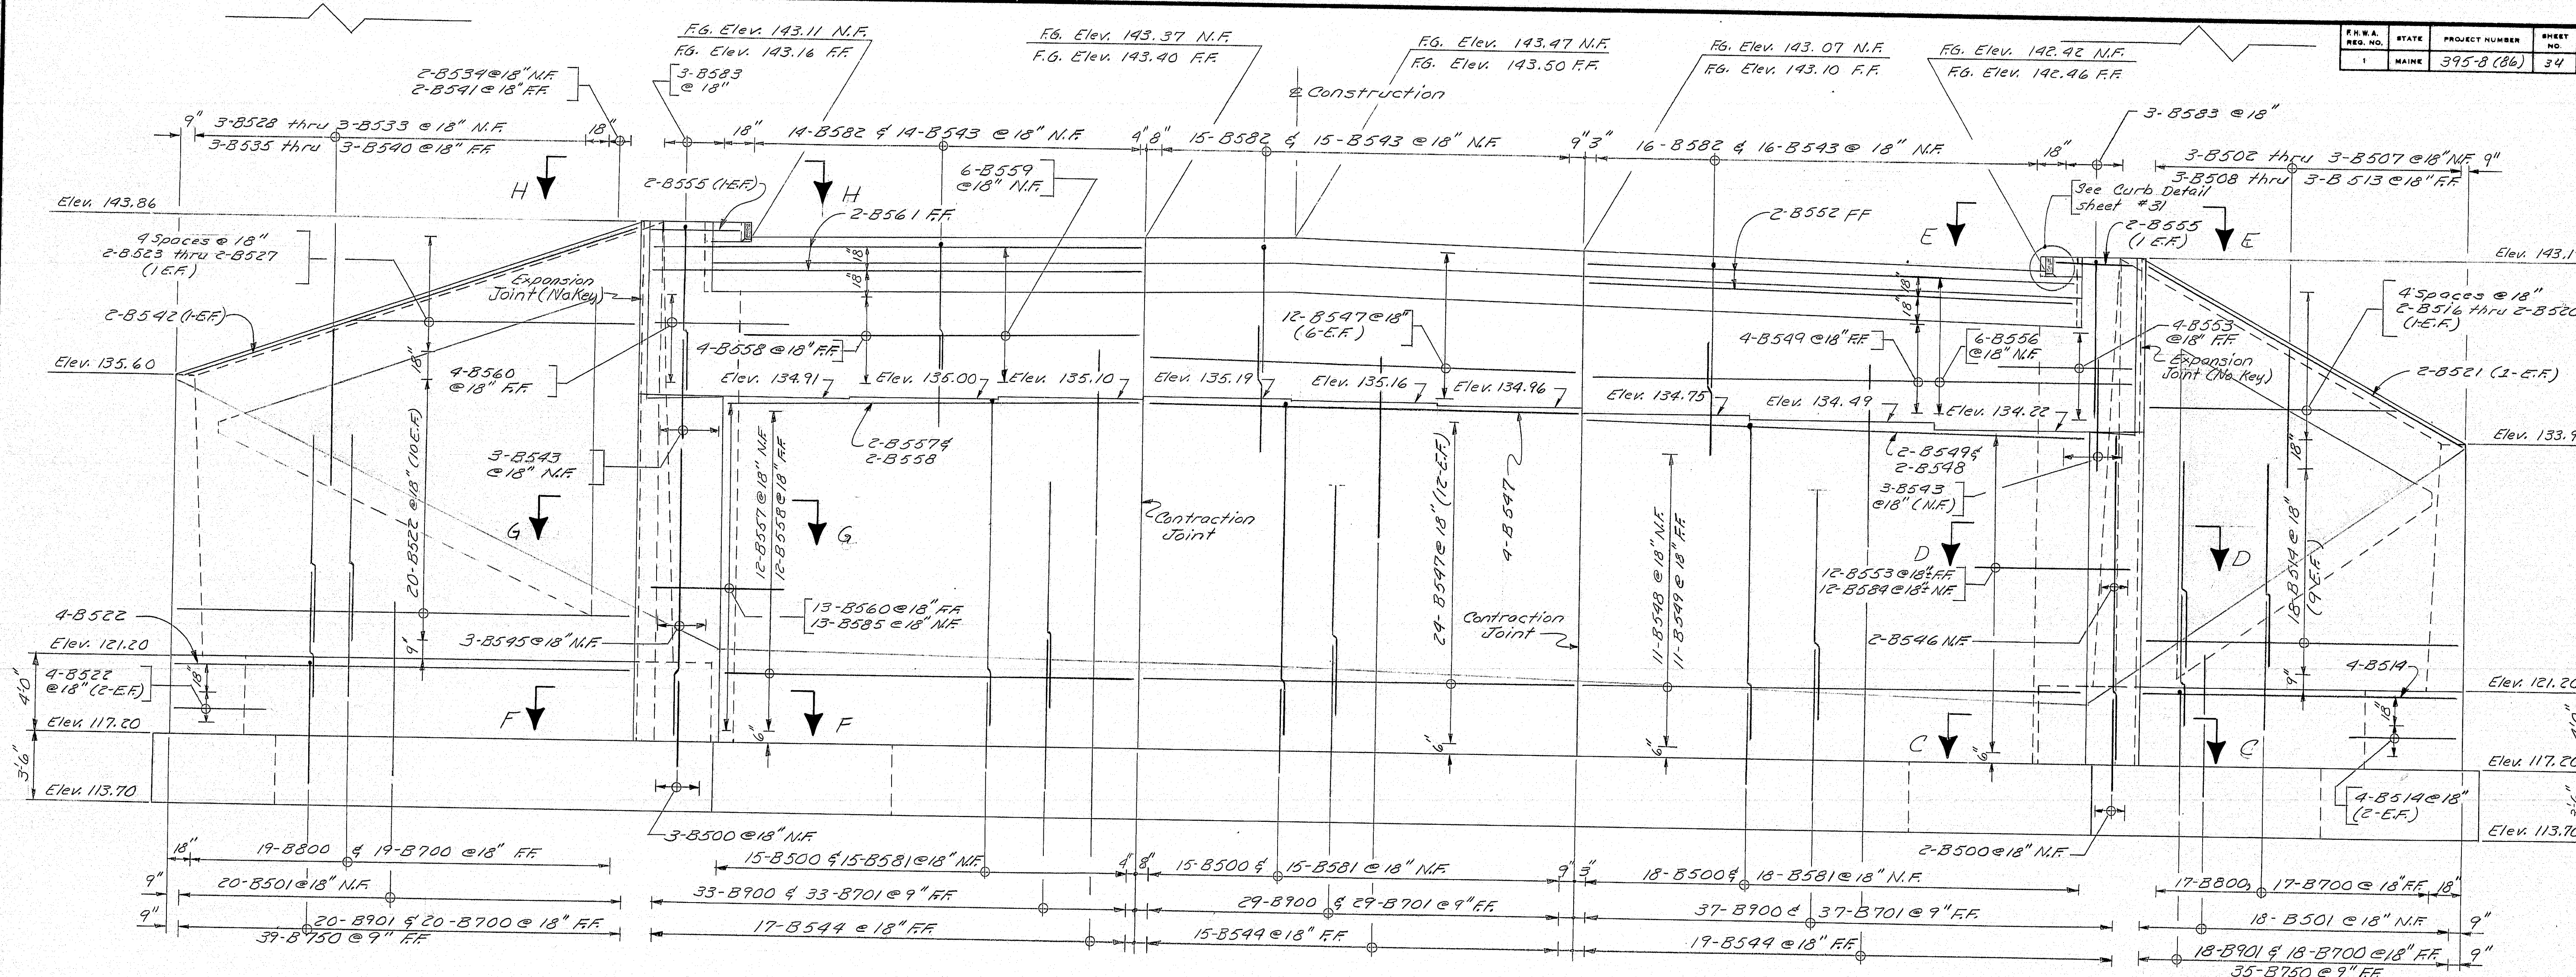 F.H.W.A. REG. NO.
STATE
PROJECT NUMBER
SHEET NO.
1
MAINE
395-8 (86)
34
F.G. Elev. 143.11 N.F.
F.G. Elev. 143.16 F.F.
F.G. Elev. 143.37 N.F.
F.G. Elev. 143.40 F.F.
F.G. Elev. 143.47 N.F.
F.G. Elev. 143.50 F.F.
F.G. Elev. 143.07 N.F.
F.G. Elev. 143.10 F.F.
F.G. Elev. 142.42 N.F.
F.G. Elev. 142.46 F.F.
2-B534 @ 18" N.F.
2-B541 @ 18" F.F.
3-B583
@ 18"
℄ Construction
3-B583 @ 18"
9"
3-B528 thru 3-B533 @ 18" N.F.
3-B535 thru 3-B540 @ 18" F.F.
18"
18"
14-B582 & 14-B543 @ 18" N.F.
4" 8"
15-B582 & 15-B543 @ 18" N.F.
9" 3"
16-B582 & 16-B543 @ 18" N.F.
18"
3-B502 thru 3-B507 @ 18" N.F.
3-B508 thru 3-B513 @ 18" F.F.
9"
H
H
2-B555 (1-E.F.)
6-B559
@ 18" N.F.
2-B561 F.F.
2-B552 FF
See Curb Detail
sheet #31
2-B555
(1 E.F.)
E
E
Elev. 143.86
Elev. 143.1
9 Spaces @ 18"
2-B523 thru 2-B527
(1 E.F.)
Expansion
Joint (No Key)
18"
18"
18"
18"
2-B542 (1-E.F.)
18"
4-B558 @ 18" F.F.
12-B547 @ 18"
(6-E.F.)
4-B549 @ 18" F.F.
6-B556
@ 18" N.F.
4-B553
@ 18" F.F.
Expansion
Joint (No Key)
4 Spaces @ 18"
2-B516 thru 2-B520
(1-E.F.)
2-B521 (1-E.F.)
Elev. 135.60
4-B560
@ 18" F.F.
Elev. 134.91
Elev. 135.00
Elev. 135.10
Elev. 135.19
Elev. 135.16
Elev. 134.96
Elev. 134.75
Elev. 134.49
Elev. 134.22
Elev. 133.9
3-B543
@ 18" N.F.
2-B557 &
2-B558
2-B549 &
2-B548
3-B543
@ 18" (N.F.)
18"
20-B522 @ 18" (10 E.F.)
12-B557 @ 18" N.F.
12-B558 @ 18" F.F.
24-B547 @ 18" (12-E.F.)
4-B547
11-B548 @ 18" N.F.
11-B549 @ 18" F.F.
18-B514 @ 18"
(9-E.F.)
G
G
Contraction
Joint
D
D
12-B553 @ 18"± F.F.
12-B584 @ 18"± N.F.
4-B522
13-B560 @ 18" F.F.
13-B585 @ 18" N.F.
3-B545 @ 18" N.F.
Contraction
Joint
2-B546 N.F.
Elev. 121.20
9"
9"
4-B514
Elev. 121.20
4-B522
@ 18" (2-E.F.)
18"
18"
4'0"
F
F
C
C
Elev. 117.20
6"
6"
6"
6"
4'0"
Elev. 117.20
3'6"
Elev. 113.70
4-B514 @ 18"
(2-E.F.)
3'6"
Elev. 113.70
3-B500 @ 18" N.F.
2-B500 @ 18" N.F.
18"
19-B800 & 19-B700 @ 18" F.F.
15-B500 & 15-B581 @ 18" N.F.
4" 8"
15-B500 & 15-B581 @ 18" N.F.
9" 3"
18-B500 & 18-B581 @ 18" N.F.
17-B800, 17-B700 @ 18" F.F.
18"
9"
20-B501 @ 18" N.F.
33-B900 & 33-B701 @ 9" F.F.
29-B900 & 29-B701 @ 9" F.F.
37-B900 & 37-B701 @ 9" F.F.
18-B501 @ 18" N.F.
9"
9"
20-B901 & 20-B700 @ 18" F.F.
39-B750 @ 9" F.F.
17-B544 @ 18" F.F.
15-B544 @ 18" F.F.
19-B544 @ 18" F.F.
18-B901 & 18-B700 @ 18" F.F.
9"
35-B750 @ 9" F.F.